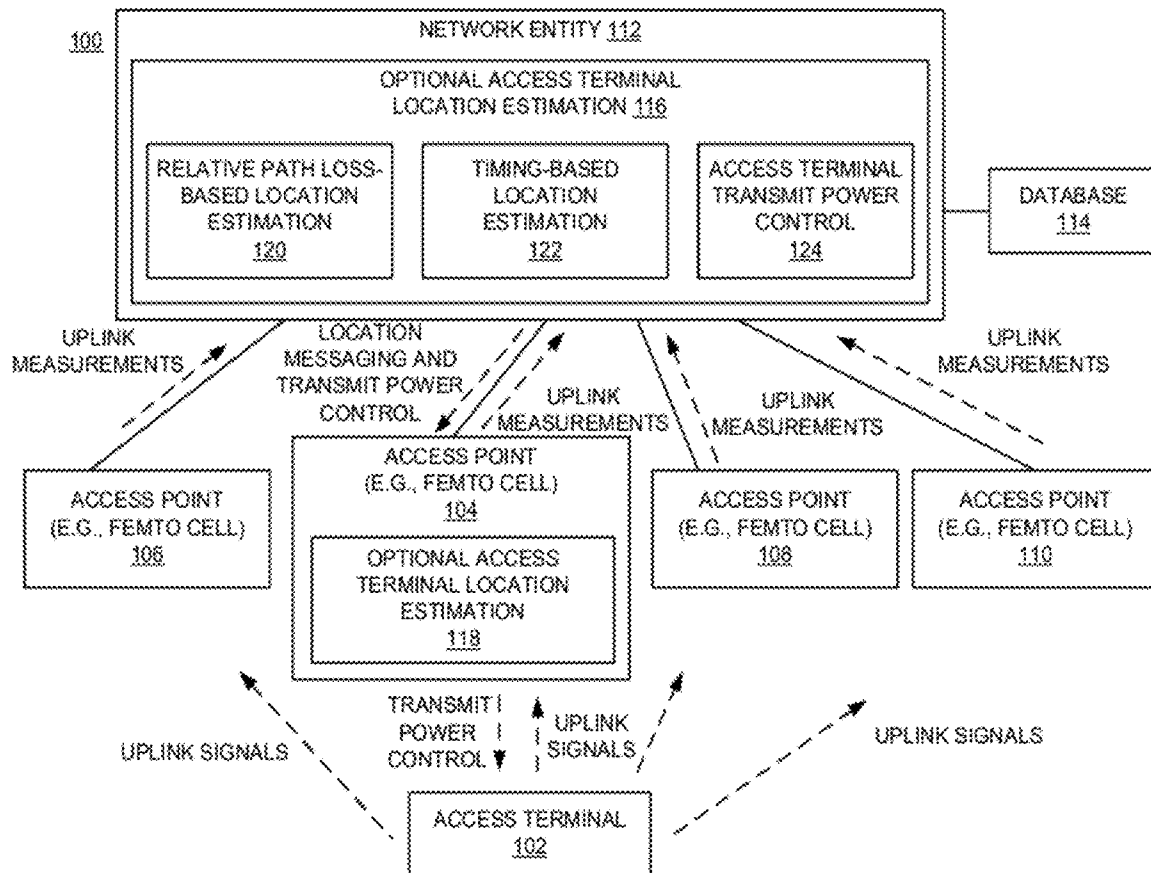 100
NETWORK ENTITY 112
OPTIONAL ACCESS TERMINAL
LOCATION ESTIMATION 116
RELATIVE PATH LOSS-
BASED LOCATION
ESTIMATION
120
TIMING-BASED
LOCATION
ESTIMATION
122
ACCESS TERMINAL
TRANSMIT POWER
CONTROL
124
DATABASE
114
UPLINK
MEASUREMENTS
LOCATION
MESSAGING AND
TRANSMIT POWER
CONTROL
UPLINK
MEASUREMENTS
UPLINK
MEASUREMENTS
UPLINK
MEASUREMENTS
ACCESS POINT
(E.G., FEMTO CELL)
106
ACCESS POINT
(E.G., FEMTO CELL)
104
OPTIONAL ACCESS
TERMINAL LOCATION
ESTIMATION
118
ACCESS POINT
(E.G., FEMTO CELL)
108
ACCESS POINT
(E.G., FEMTO CELL)
110
UPLINK SIGNALS
TRANSMIT
POWER
CONTROL
UPLINK
SIGNALS
UPLINK SIGNALS
ACCESS TERMINAL
102